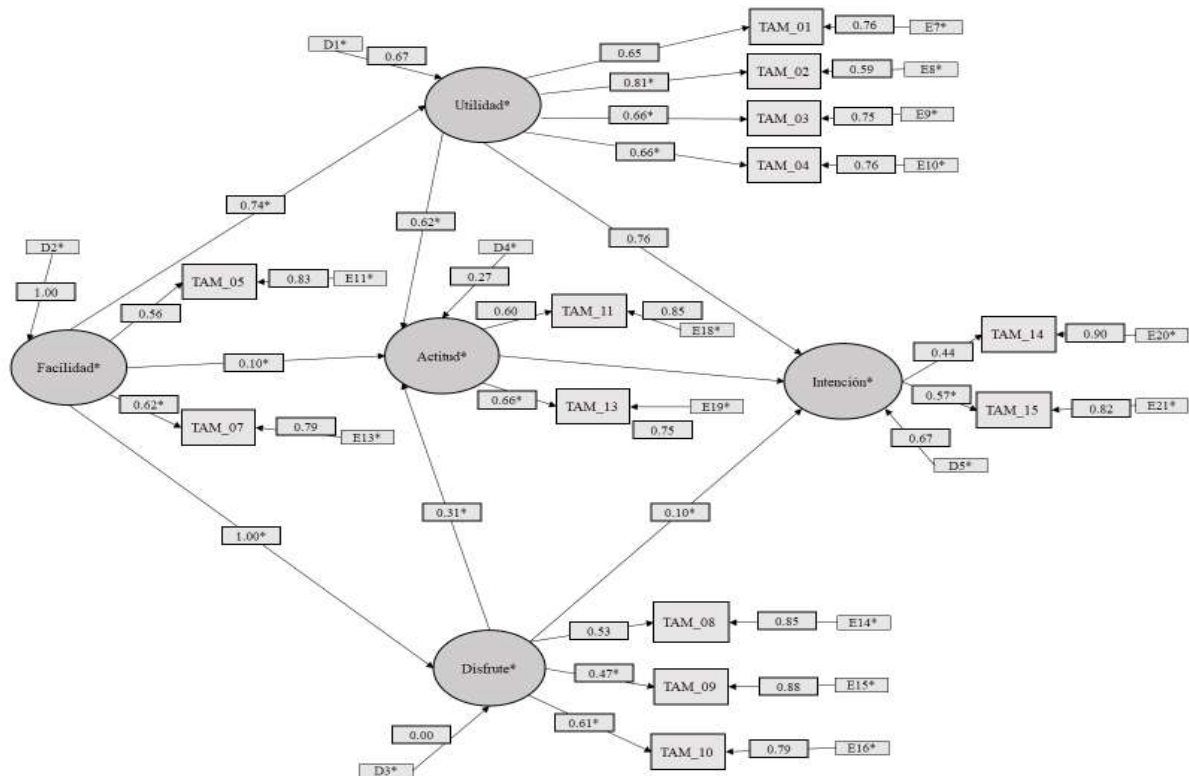 TAM_01
0.76
E7*
D1*
0.67
0.65
TAM_02
0.59
E8*
0.81*
Utilidad*
TAM_03
0.75
E9*
0.66*
0.66*
TAM_04
0.76
E10*
0.74*
0.62*
0.76
D2*
D4*
1.00
TAM_05
0.83
E11*
0.27
0.56
0.60
TAM_11
0.85
E18*
TAM_14
0.90
E20*
0.44
Facilidad*
0.10*
Actitud*
Intención*
0.62*
TAM_07
0.79
E13*
0.66*
TAM_13
E19*
0.75
0.57*
TAM_15
0.82
E21*
0.67
D5*
1.00*
0.31*
0.10*
0.53
TAM_08
0.85
E14*
Disfrute*
0.47*
TAM_09
0.88
E15*
0.00
0.61*
TAM_10
0.79
E16*
D3*